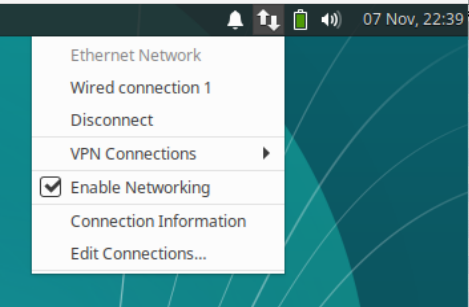 07 Nov, 22:39
Ethernet Network
Wired connection 1
Disconnect
VPN Connections
Enable Networking
Connection Information
Edit Connections...